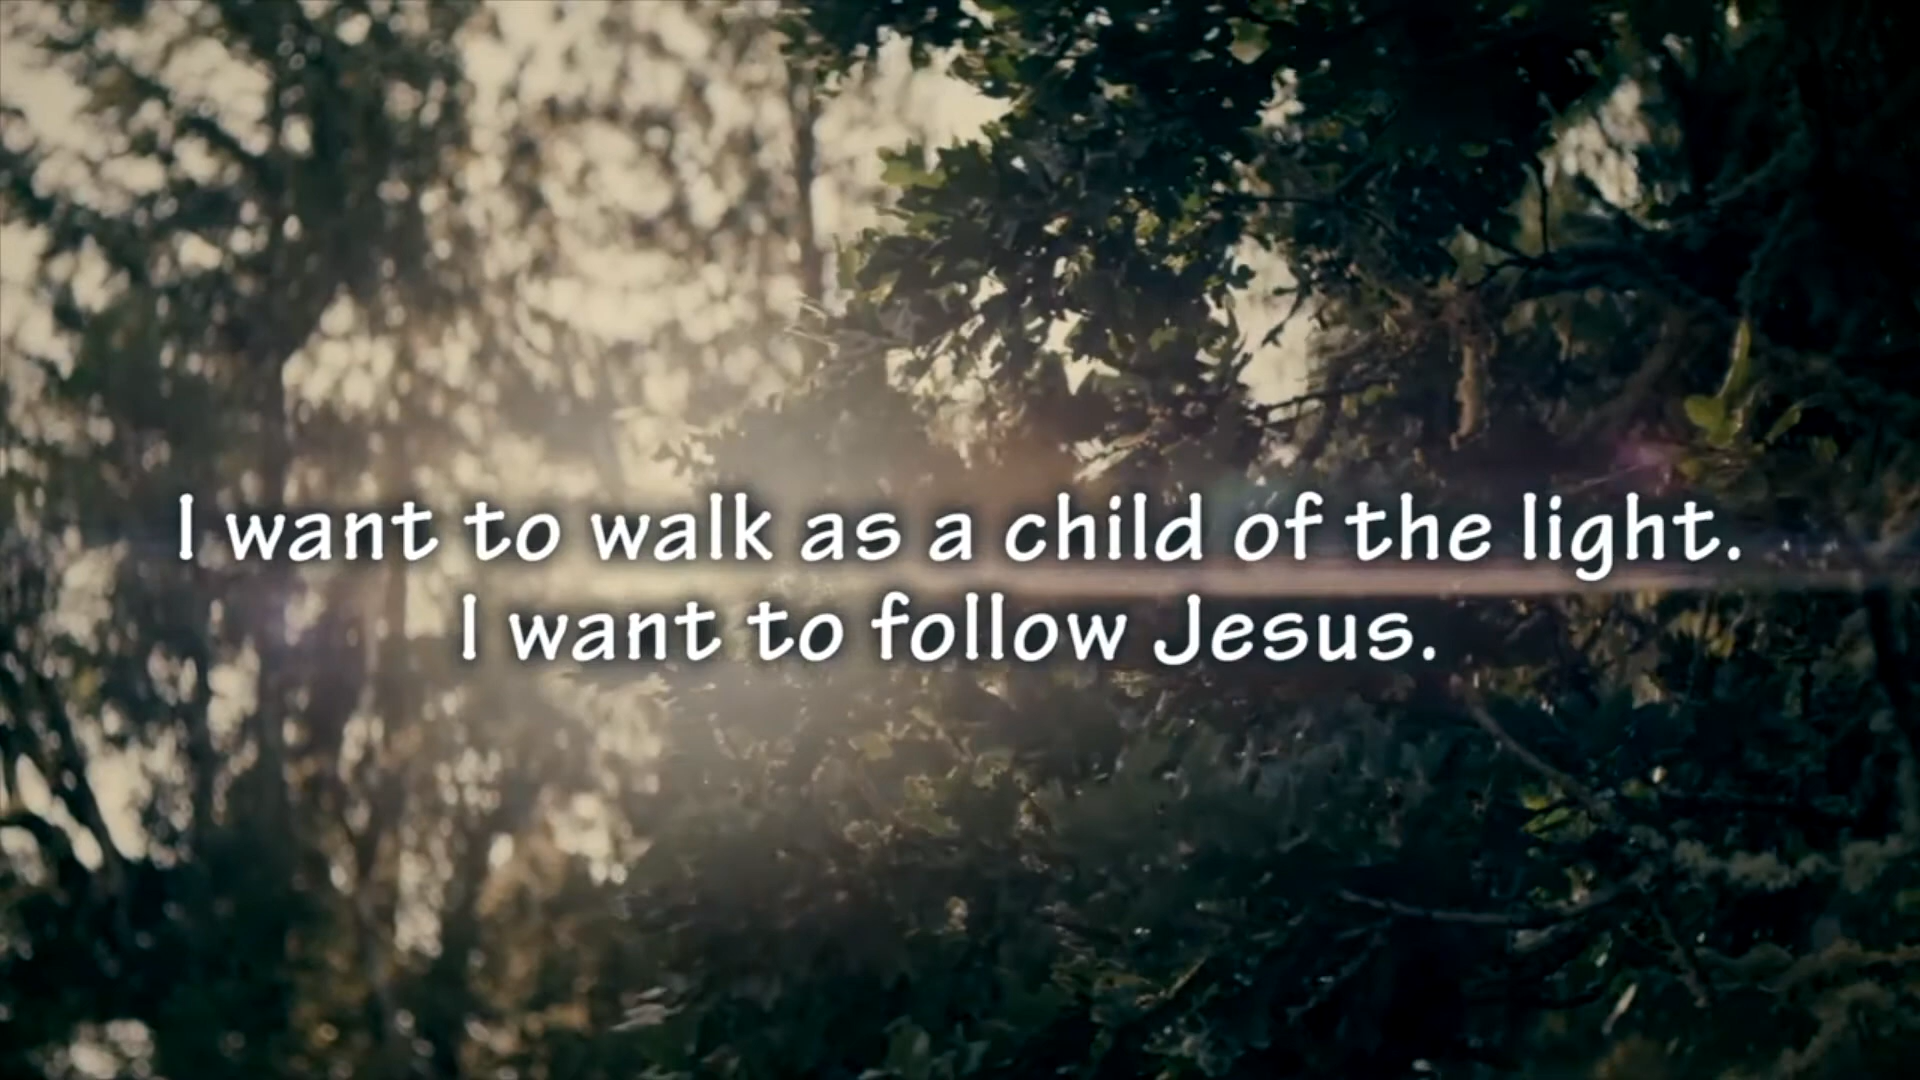 I want to walk as a child of the light.
I want to follow Jesus.